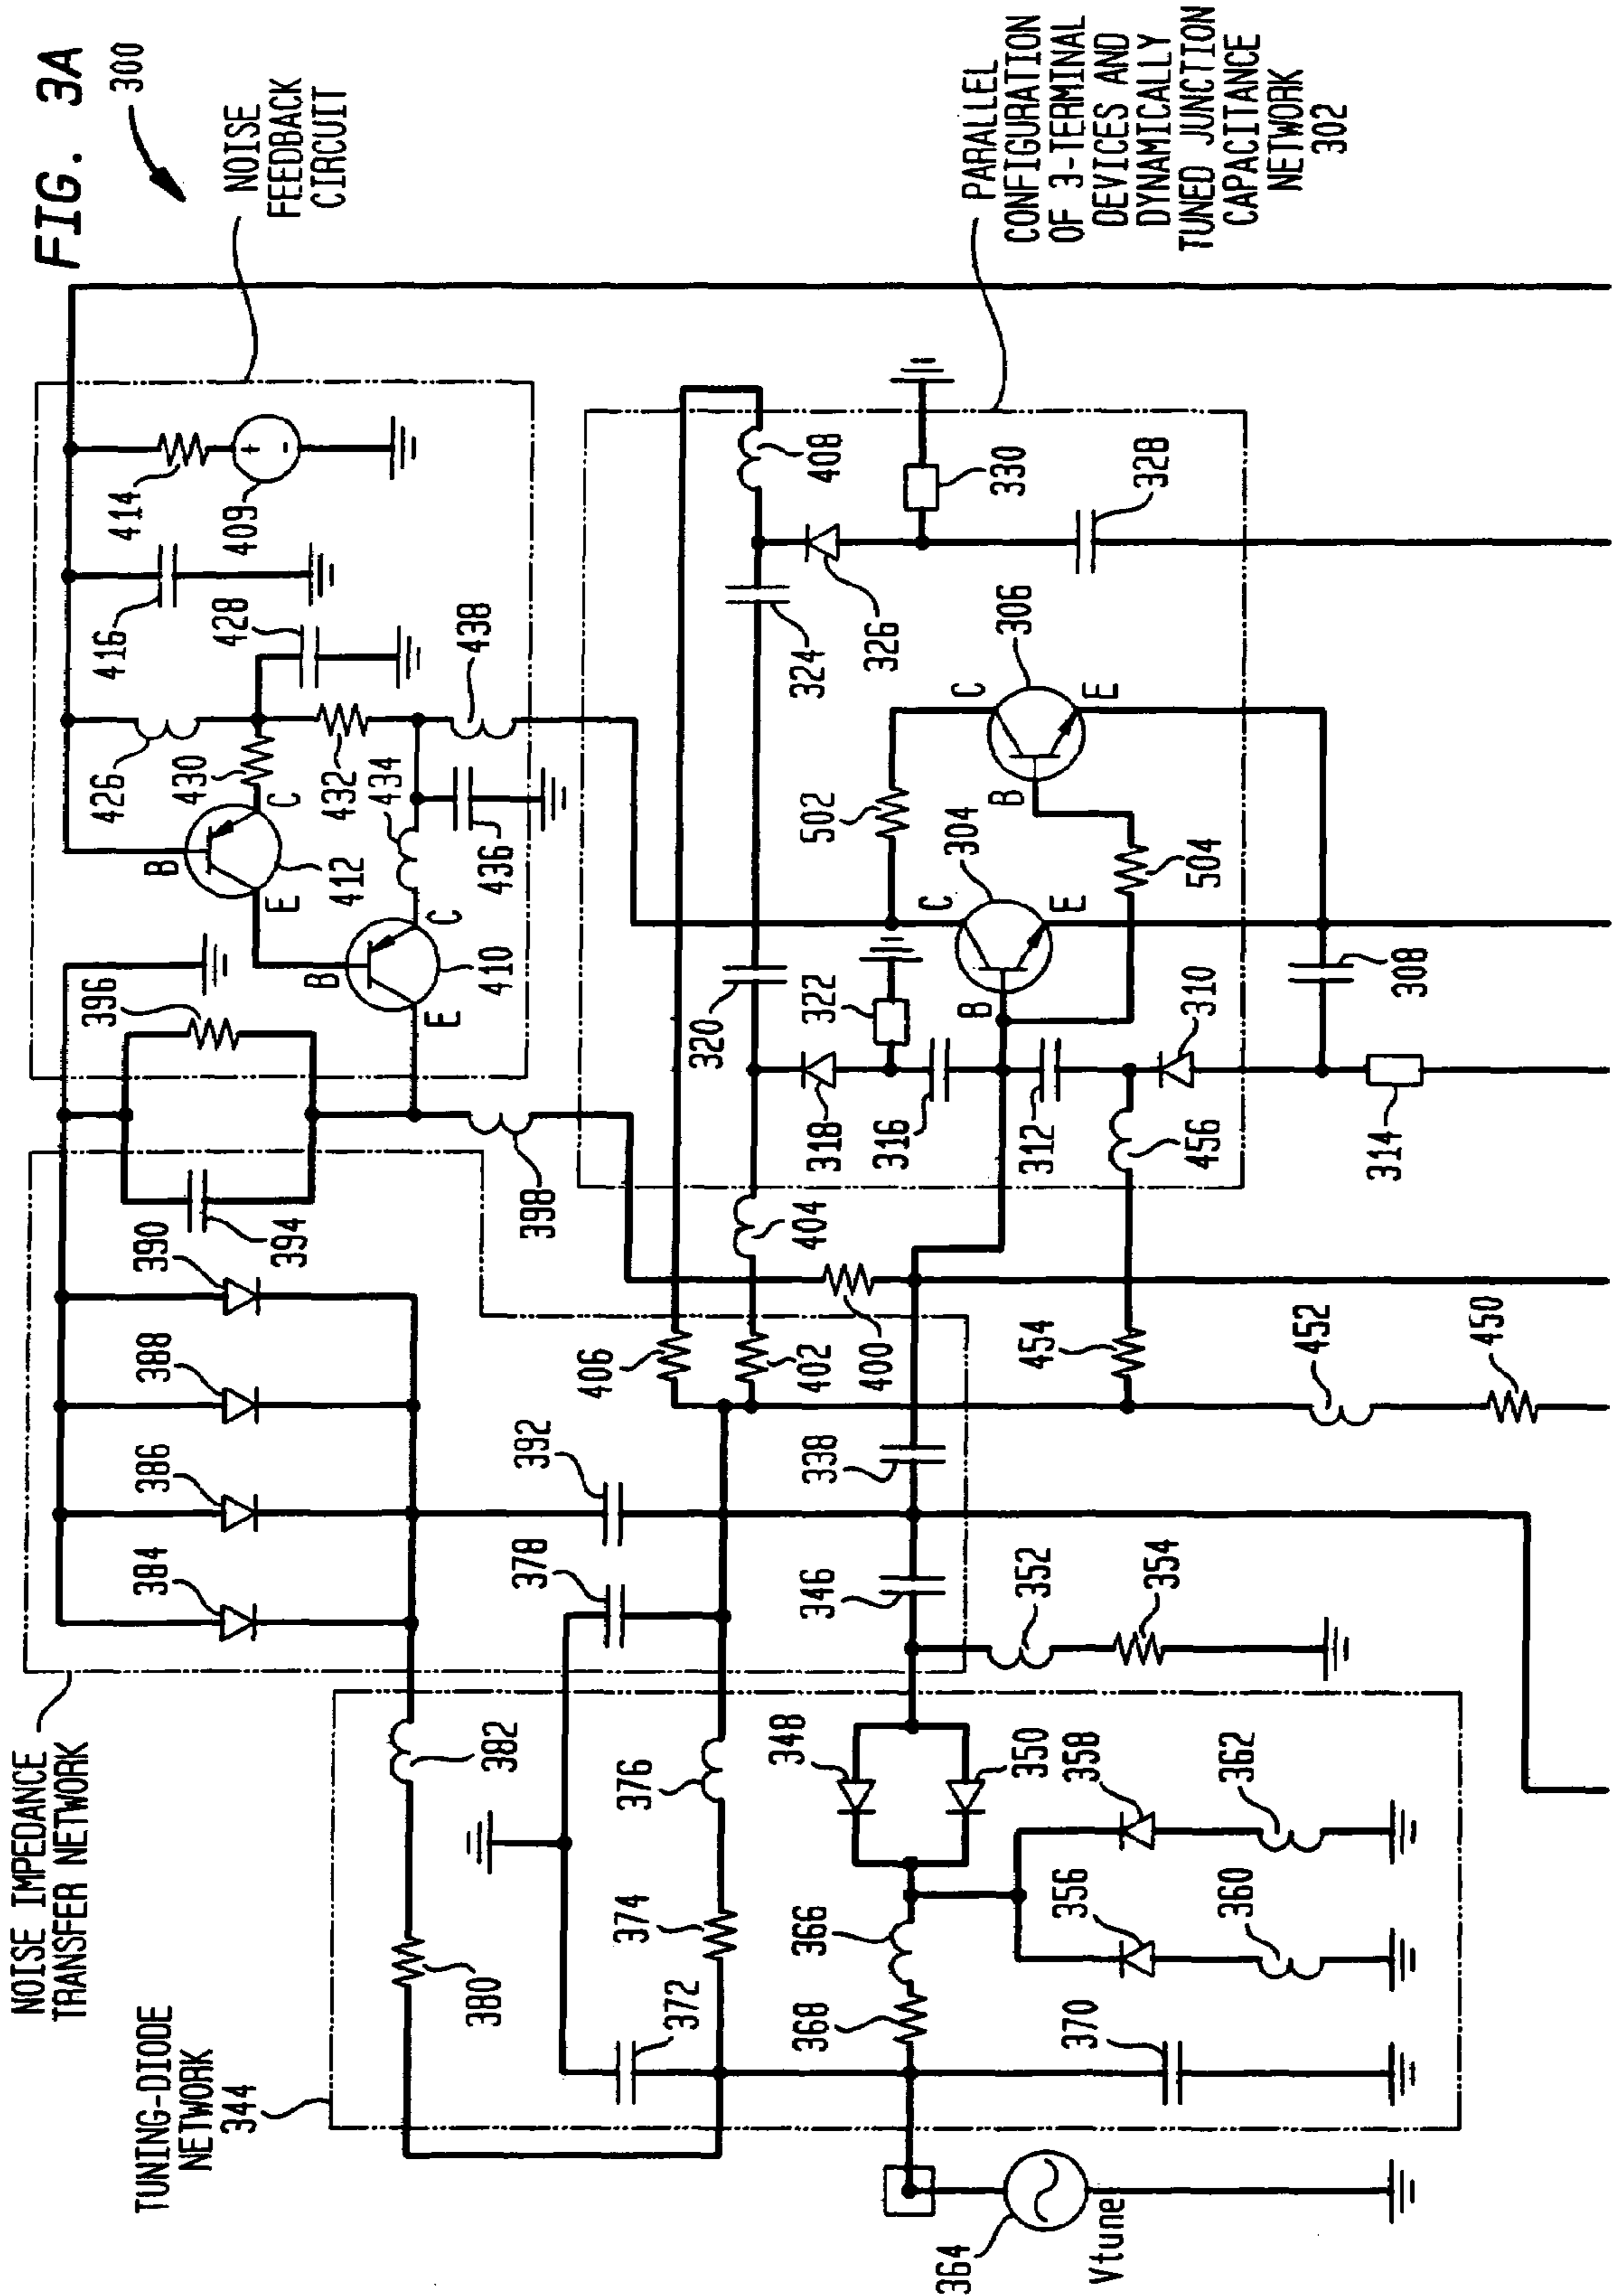 FIG. 3A
300
NOISE
FEEDBACK
CIRCUIT
PARALLEL
CONFIGURATION
OF 3-TERMINAL
DEVICES AND
DYNAMICALLY
TUNED JUNCTION
CAPACITANCE
NETWORK
302
NOISE IMPEDANCE
TRANSFER NETWORK
TUNING-DIODE
NETWORK
344
414
+
-
409
416
428
426
430
432
434
436
438
B
C
E
412
B
C
E
410
396
394
398
390
388
386
384
392
378
382
380
376
374
372
406
402
404
400
408
320
324
326
330
328
318
322
316
312
310
308
314
B
C
E
304
B
C
E
306
502
504
456
454
452
450
338
346
352
354
348
350
358
362
356
360
366
368
370
364
Vtune